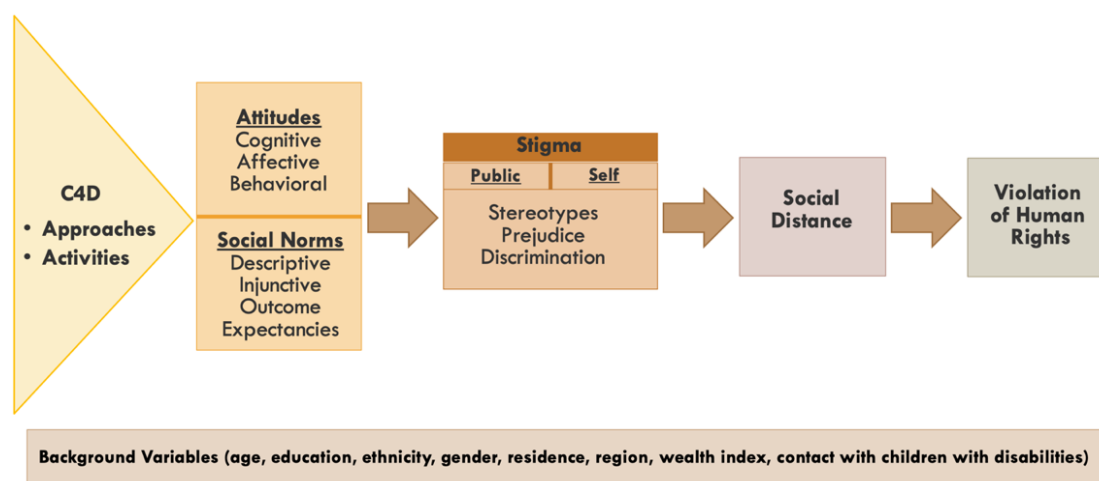 C4D
• Approaches
• Activities
Attitudes
Cognitive
Affective
Behavioral
Social Norms
Descriptive
Injunctive
Outcome
Expectancies
Stigma
Public
Self
Stereotypes
Prejudice
Discrimination
Social
Distance
Violation
of Human
Rights
Background Variables (age, education, ethnicity, gender, residence, region, wealth index, contact with children with disabilities)